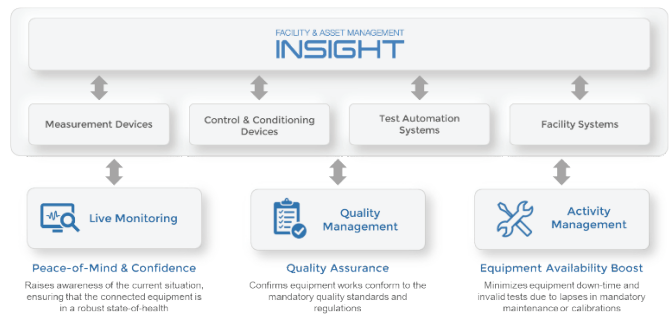 FACILITY & ASSET MANAGEMENT
INSIGHT
Measurement Devices
Control & Conditioning
Devices
Test Automation
Systems
Facility Systems
Live Monitoring
Quality
Management
Activity
Management
Peace-of-Mind & Confidence
Raises awareness of the current situation,
ensuring that the connected equipment is
in a robust state-of-health
Quality Assurance
Confirms equipment works conform to the
mandatory quality standards and
regulations
Equipment Availability Boost
Minimizes equipment down-time and
invalid tests due to lapses in mandatory
maintenance or calibrations